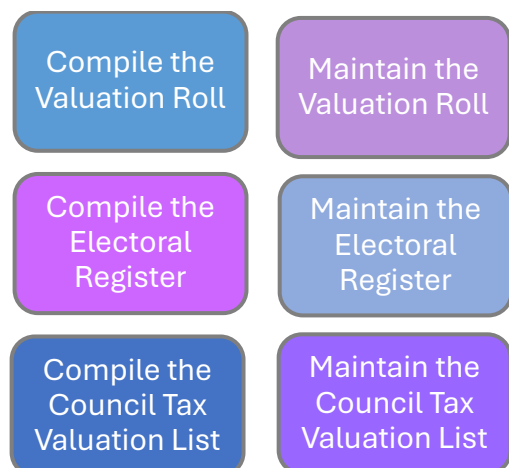 Compile the
Valuation Roll
Maintain the
Valuation Roll
Compile the
Electoral
Register
Maintain the
Electoral
Register
Compile the
Council Tax
Valuation List
Maintain the
Council Tax
Valuation List